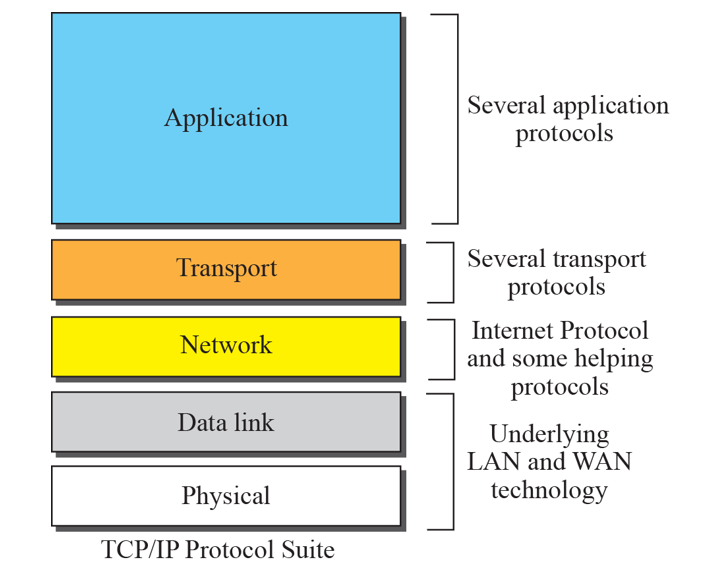 Application
Several application
protocols
Transport
Several transport
protocols
Network
Internet Protocol
and some helping
protocols
Data link
Physical
Underlying
LAN and WAN
technology
TCP/IP Protocol Suite